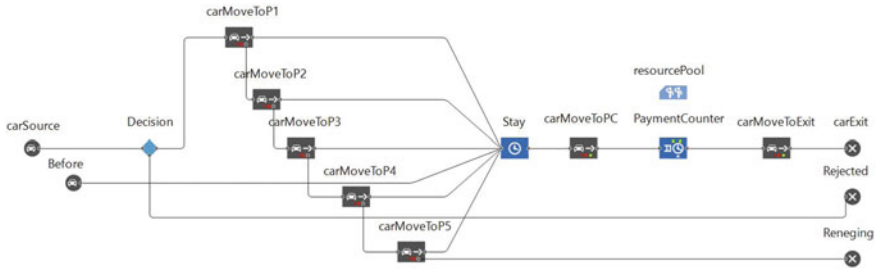 carMoveToP1
carMoveToP2
resourcePool
carSource
Decision
carMoveToP3
Stay
carMoveToPC
PaymentCounter
carMoveToExit
carExit
Before
carMoveToP4
Rejected
carMoveToP5
Reneging